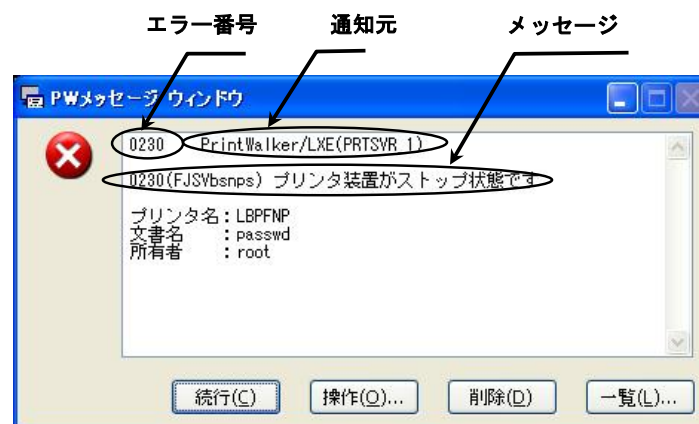 エラー番号 通知元 メッセージ
PWメッセージ ウィンドウ
0230 PrintWalker/LXE(PRTSVR 1)
0230(FJSVbsnps) プリンタ装置がストップ状態です
プリンタ名：LBPFNP
文書名 ：passwd
所有者 ：root
続行(C) 操作(O)... 削除(D) 一覧(L)...